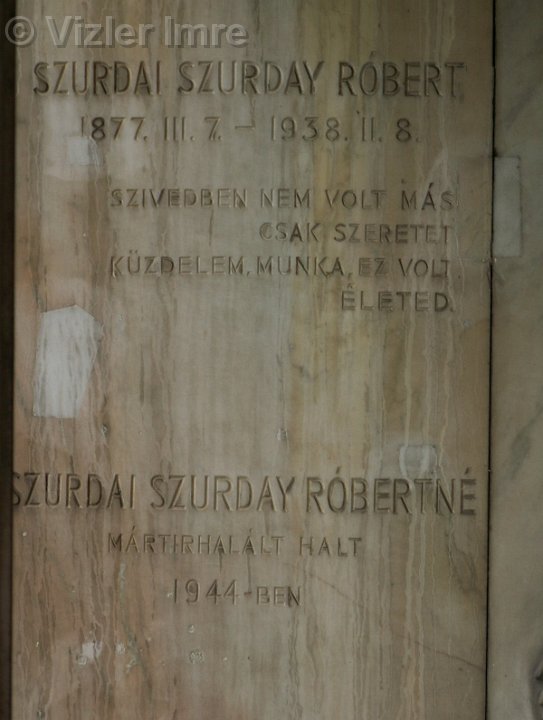 © Vizler Imre
SZURDAI SZURDAY RÓBERT
1877. III. 7. – 1938. II. 8.
SZIVEDBEN NEM VOLT MÁS
CSAK SZERETET
KÜZDELEM, MUNKA, EZ VOLT
ÉLETED.
SZURDAI SZURDAY RÓBERTNÉ
MÁRTIRHALÁLT HALT
1944-BEN